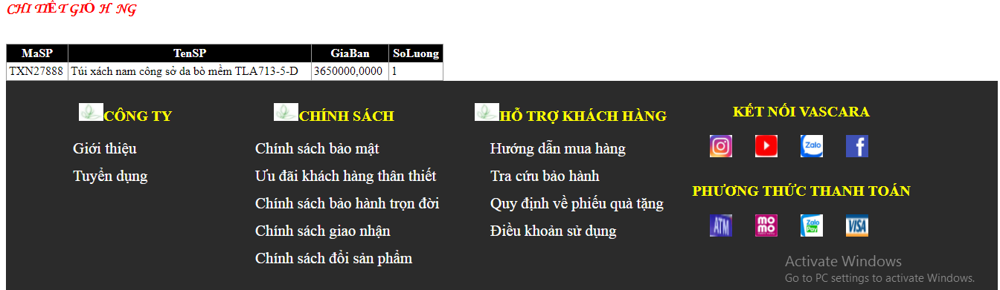 CHI TIẾT GIỎ H NG
MaSP TenSP GiaBan SoLuong
TXN27888 Túi xách nam công sở da bò mềm TLA713-5-D 3650000,0000 1
CÔNG TY
Giới thiệu
Tuyển dụng
CHÍNH SÁCH
Chính sách bảo mật
Ưu đãi khách hàng thân thiết
Chính sách bảo hành trọn đời
Chính sách giao nhận
Chính sách đổi sản phẩm
HỖ TRỢ KHÁCH HÀNG
Hướng dẫn mua hàng
Tra cứu bảo hành
Quy định về phiếu quà tặng
Điều khoản sử dụng
KẾT NỐI VASCARA
Zalo
PHƯƠNG THỨC THANH TOÁN
ATM
mo
mo
Zalo
Pay
VISA
Activate Windows
Go to PC settings to activate Windows.